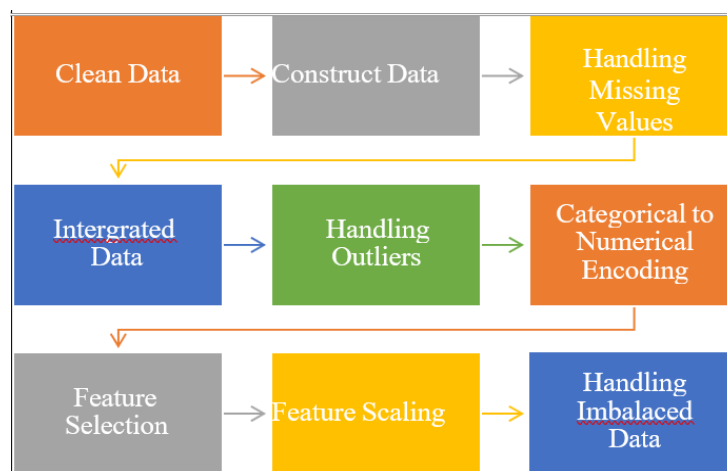 Clean Data
Construct Data
Handling
Missing
Values
Intergrated
Data
Handling
Outliers
Categorical to
Numerical
Encoding
Feature
Selection
Feature Scaling
Handling
Imbalaced
Data